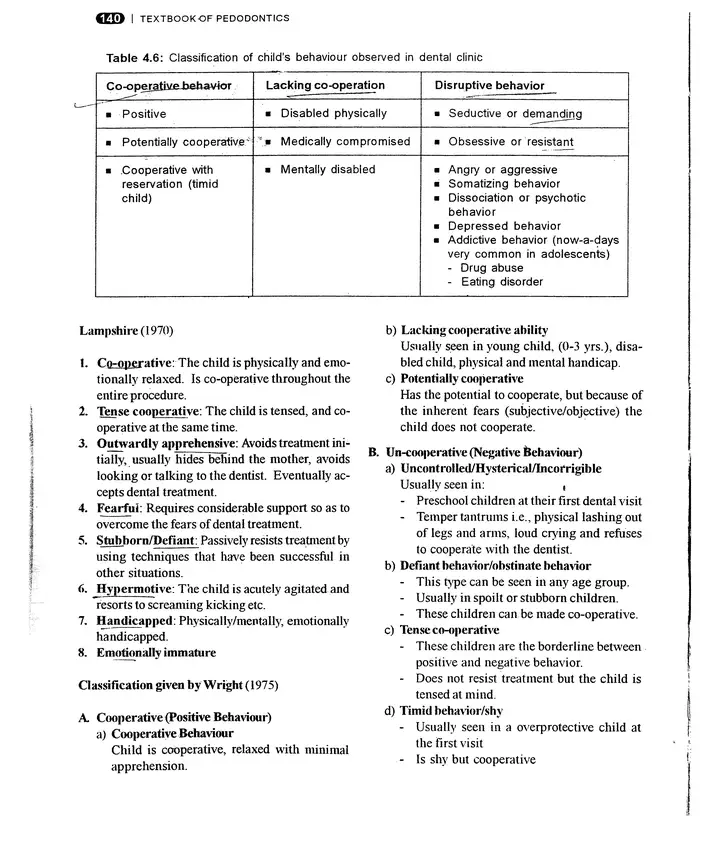 140 | TEXTBOOK OF PEDODONTICS
Table 4.6: Classification of child's behaviour observed in dental clinic
Co-operative behavior
Lacking co-operation
Disruptive behavior
▪ Positive
▪ Disabled physically
▪ Seductive or demanding
▪ Potentially cooperative
▪ Medically compromised
▪ Obsessive or resistant
▪ Cooperative with
reservation (timid
child)
▪ Mentally disabled
▪ Angry or aggressive
▪ Somatizing behavior
▪ Dissociation or psychotic
behavior
▪ Depressed behavior
▪ Addictive behavior (now-a-days
very common in adolescents)
- Drug abuse
- Eating disorder
Lampshire (1970)
1. Co-operative: The child is physically and emo-
tionally relaxed. Is co-operative throughout the
entire procedure.
2. Tense cooperative: The child is tensed, and co-
operative at the same time.
3. Outwardly apprehensive: Avoids treatment ini-
tially, usually hides behind the mother, avoids
looking or talking to the dentist. Eventually ac-
cepts dental treatment.
4. Fearful: Requires considerable support so as to
overcome the fears of dental treatment.
5. Stubborn/Defiant: Passively resists treatment by
using techniques that have been successful in
other situations.
6. Hypermotive: The child is acutely agitated and
resorts to screaming kicking etc.
7. Handicapped: Physically/mentally, emotionally
handicapped.
8. Emotionally immature
Classification given by Wright (1975)
A. Cooperative (Positive Behaviour)
a) Cooperative Behaviour
Child is cooperative, relaxed with minimal
apprehension.
b) Lacking cooperative ability
Usually seen in young child, (0-3 yrs.), disa-
bled child, physical and mental handicap.
c) Potentially cooperative
Has the potential to cooperate, but because of
the inherent fears (subjective/objective) the
child does not cooperate.
B. Un-cooperative (Negative Behaviour)
a) Uncontrolled/Hysterical/Incorrigible
Usually seen in:
- Preschool children at their first dental visit
- Temper tantrums i.e., physical lashing out
of legs and arms, loud crying and refuses
to cooperate with the dentist.
b) Defiant behavior/obstinate behavior
- This type can be seen in any age group.
- Usually in spoilt or stubborn children.
- These children can be made co-operative.
c) Tense co-operative
- These children are the borderline between
positive and negative behavior.
- Does not resist treatment but the child is
tensed at mind.
d) Timid behavior/shy
- Usually seen in a overprotective child at
the first visit
- Is shy but cooperative